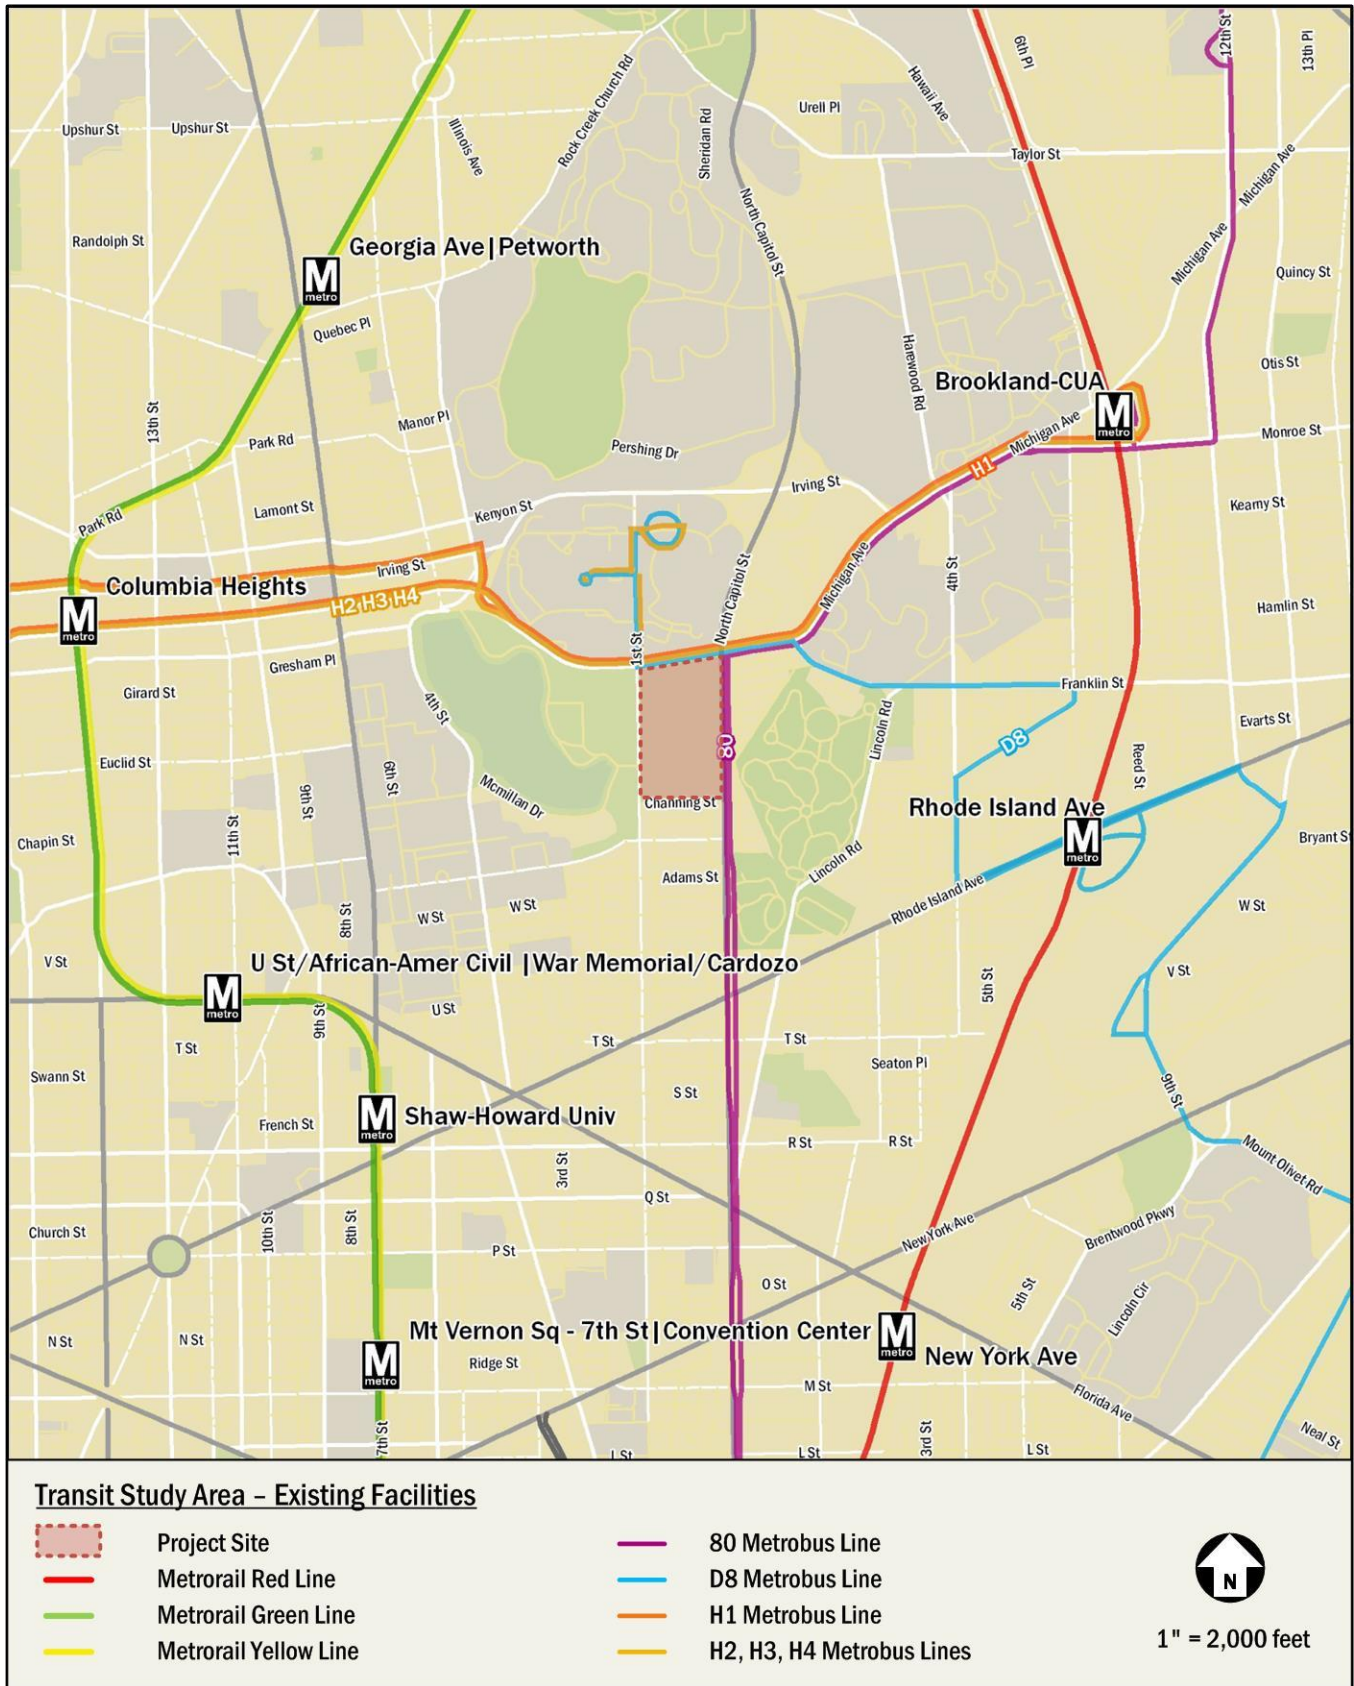 12th St
6th Pl
13th Pl
Rock Creek Church Rd
Hawaii Ave
Urell Pl
Sheridan Rd
Upshur St
Upshur St
Illinois Ave
Taylor St
Michigan Ave
North Capitol St
Randolph St
Georgia Ave|Petworth
M
metro
Michigan Ave
Quincy St
Quebec Pl
Harewood Rd
Otis St
Brookland-CUA
M
metro
13th St
Manor Pl
Park Rd
Michigan Ave
Monroe St
Pershing Dr
H1
Irving St
Lamont St
Kenyon St
Kearny St
Park Rd
Irving St
Michigan Ave
North Capitol St
4th St
Columbia Heights
M
metro
H2 H3 H4
Hamlin St
1st St
Gresham Pl
Girard St
4th St
Franklin St
Lincoln Rd
Evarts St
80
D8
Reed St
Euclid St
6th St
9th St
Mcmillan Dr
Channing St
Rhode Island Ave
M
metro
11th St
Chapin St
Bryant St
Lincoln Rd
Adams St
Rhode Island Ave
8th St
W St
W St
W St
V St
U St/African-Amer Civil |War Memorial/Cardozo
M
metro
V St
5th St
U St
9th St
T St
T St
T St
Seaton Pl
Swann St
S St
9th St
Shaw-Howard Univ
M
metro
French St
R St
R St
Mount Olivet Rd
3rd St
Q St
Church St
10th St
8th St
New York Ave
Brentwood Pkwy
P St
O St
5th St
Lincoln Cir
Mt Vernon Sq - 7th St|Convention Center
M
metro
N St
N St
Ridge St
M
metro
New York Ave
M St
Florida Ave
7th St
3rd St
L St
L St
L St
Neal St
Transit Study Area – Existing Facilities
Project Site
Metrorail Red Line
Metrorail Green Line
Metrorail Yellow Line
80 Metrobus Line
D8 Metrobus Line
H1 Metrobus Line
H2, H3, H4 Metrobus Lines
N
1" = 2,000 feet